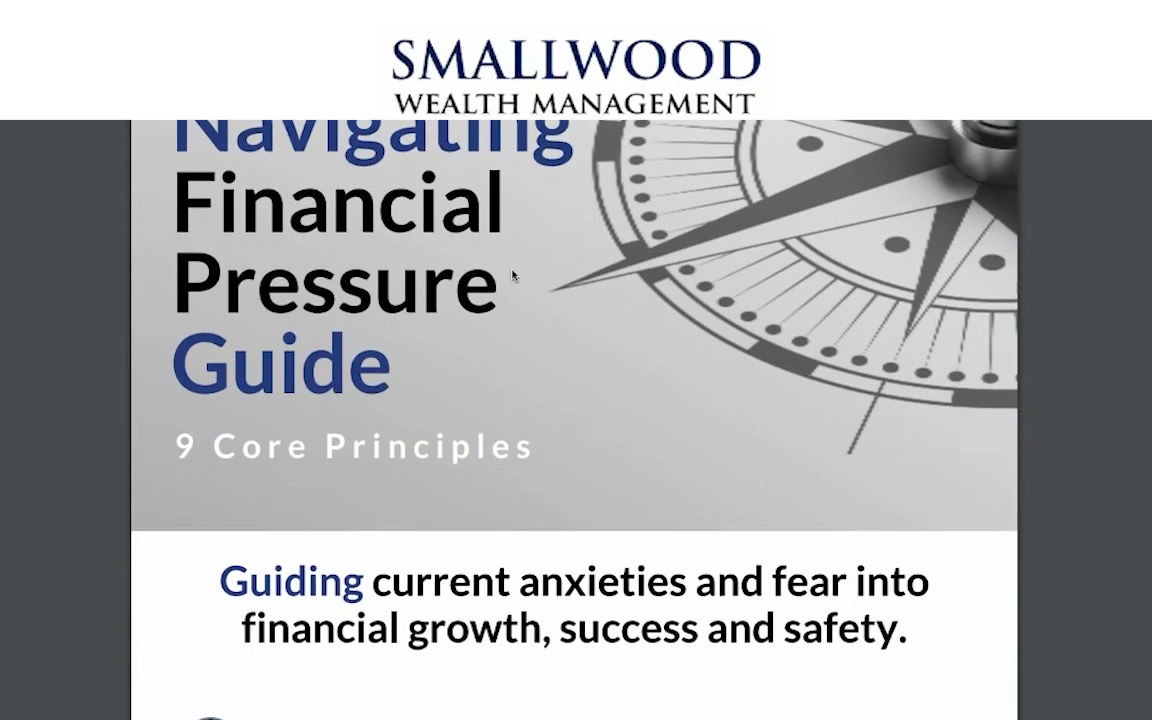 SMALLWOOD
WEALTH MANAGEMENT
Navigating
Financial
Pressure
Guide
9 Core Principles
Guiding current anxieties and fear into
financial growth, success and safety.